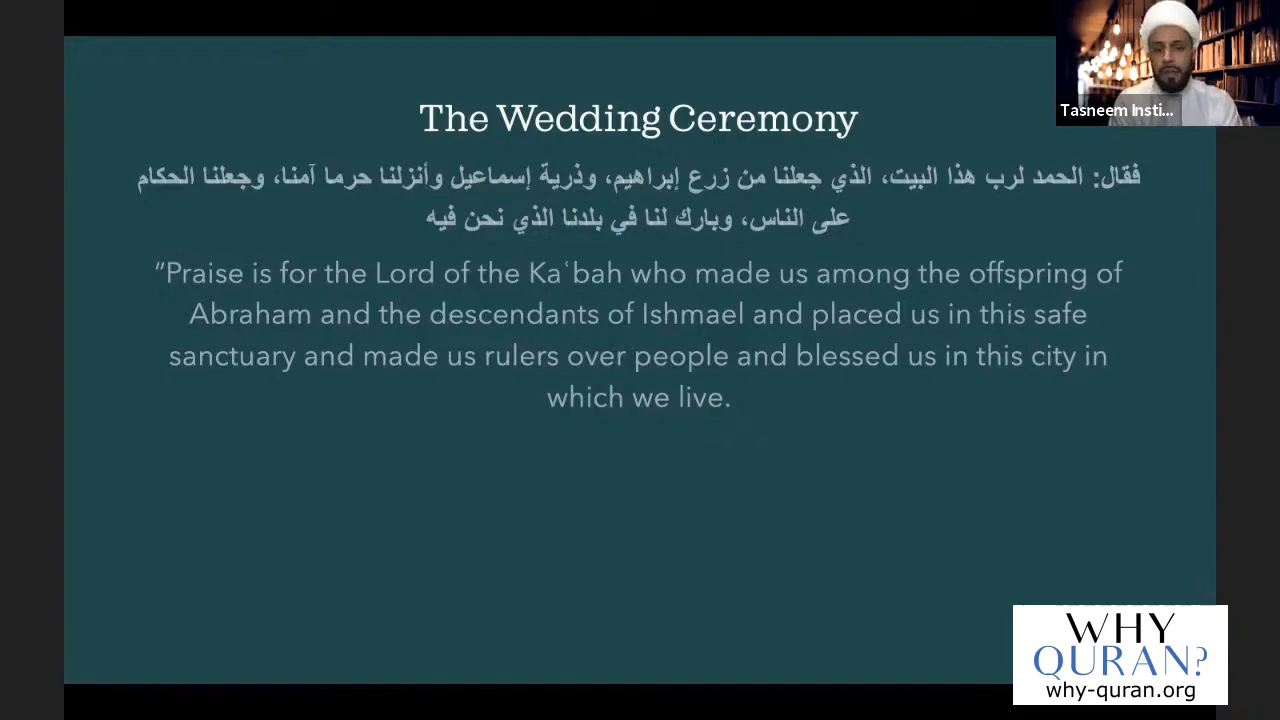 The Wedding Ceremony
فقال: الحمد لرب هذا البيت، الذي جعلنا من زرع إبراهيم، وذرية إسماعيل وأنزلنا حرما آمنا، وجعلنا الحكام
على الناس، وبارك لنا في بلدنا الذي نحن فيه
“Praise is for the Lord of the Kaʿbah who made us among the offspring of
Abraham and the descendants of Ishmael and placed us in this safe
sanctuary and made us rulers over people and blessed us in this city in
which we live.
Tasneem Insti...
WHY
QURAN?
why-quran.org